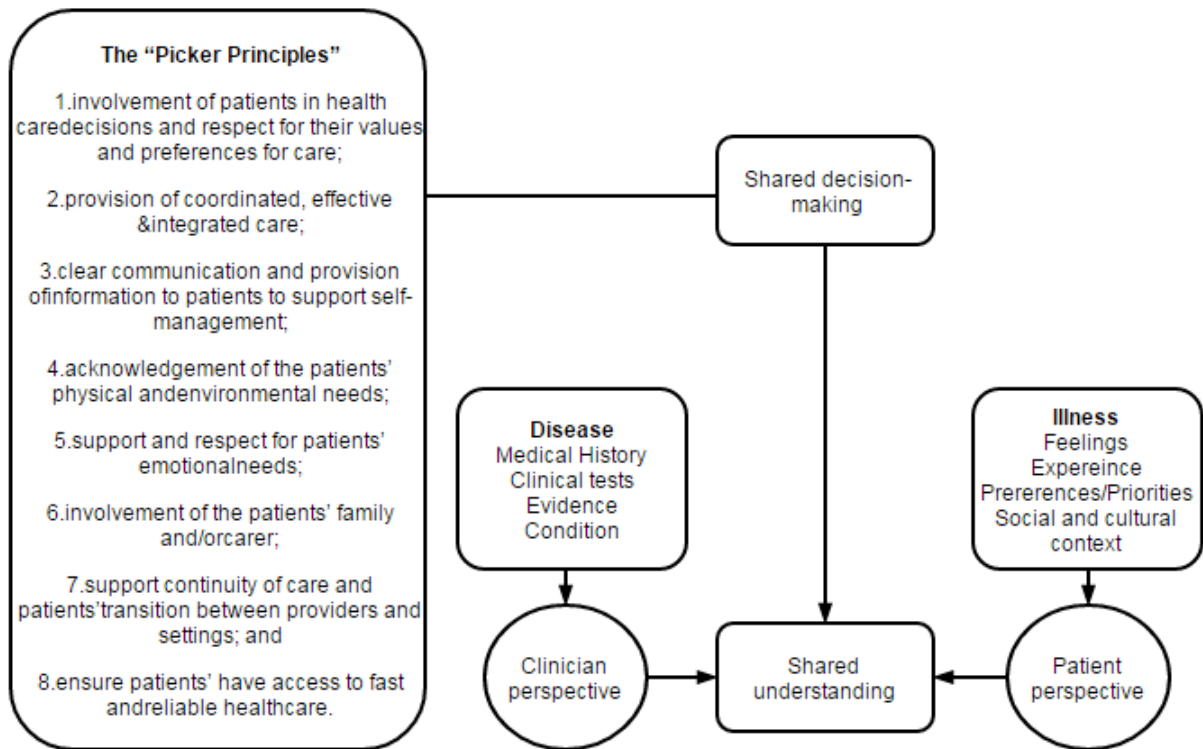 The “Picker Principles”
1.involvement of patients in health
caredecisions and respect for their values
and preferences for care;
2.provision of coordinated, effective
&integrated care;
3.clear communication and provision
ofinformation to patients to support self-
management;
4.acknowledgement of the patients’
physical andenvironmental needs;
5.support and respect for patients’
emotionalneeds;
6.involvement of the patients’ family
and/orcarer;
7.support continuity of care and
patients’transition between providers and
settings; and
8.ensure patients’ have access to fast
andreliable healthcare.
Shared decision-
making
Disease
Medical History
Clinical tests
Evidence
Condition
Illness
Feelings
Expereince
Prererences/Priorities
Social and cultural
context
Clinician
perspective
Shared
understanding
Patient
perspective